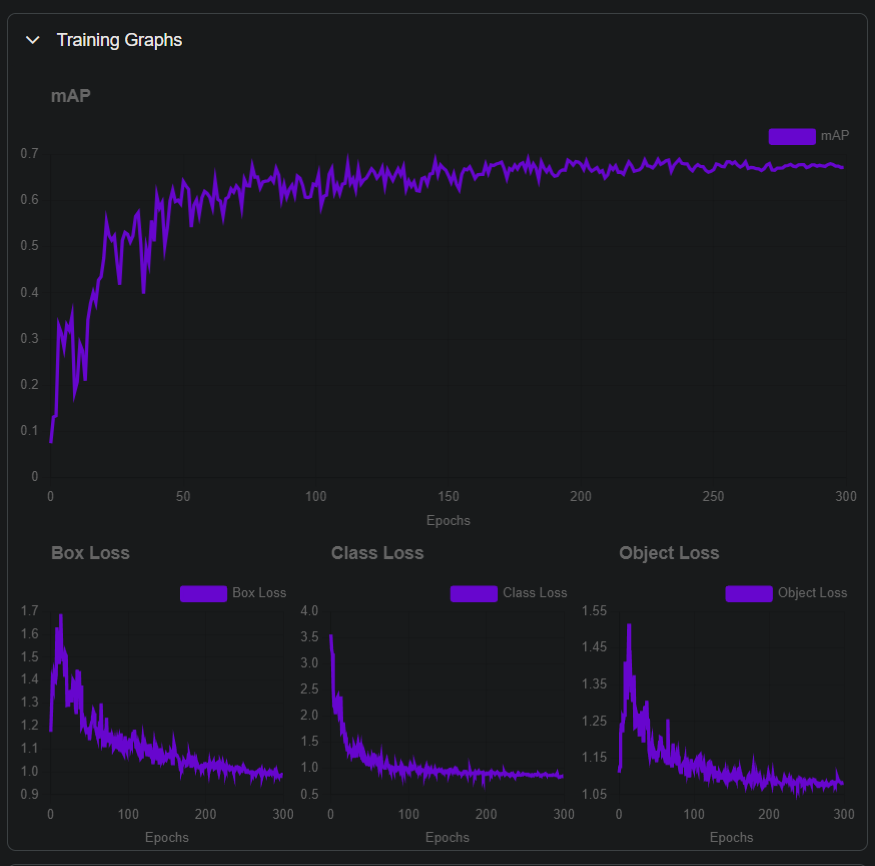 Training Graphs
mAP
mAP
0.7
0.6
0.5
0.4
0.3
0.2
0.1
0
0 50 100 150 200 250 300
Epochs
Box Loss
Box Loss
1.7
1.6
1.5
1.4
1.3
1.2
1.1
1.0
0.9
0 100 200 300
Epochs
Class Loss
Class Loss
4.0
3.5
3.0
2.5
2.0
1.5
1.0
0.5
0 100 200 300
Epochs
Object Loss
Object Loss
1.55
1.45
1.35
1.25
1.15
1.05
0 100 200 300
Epochs